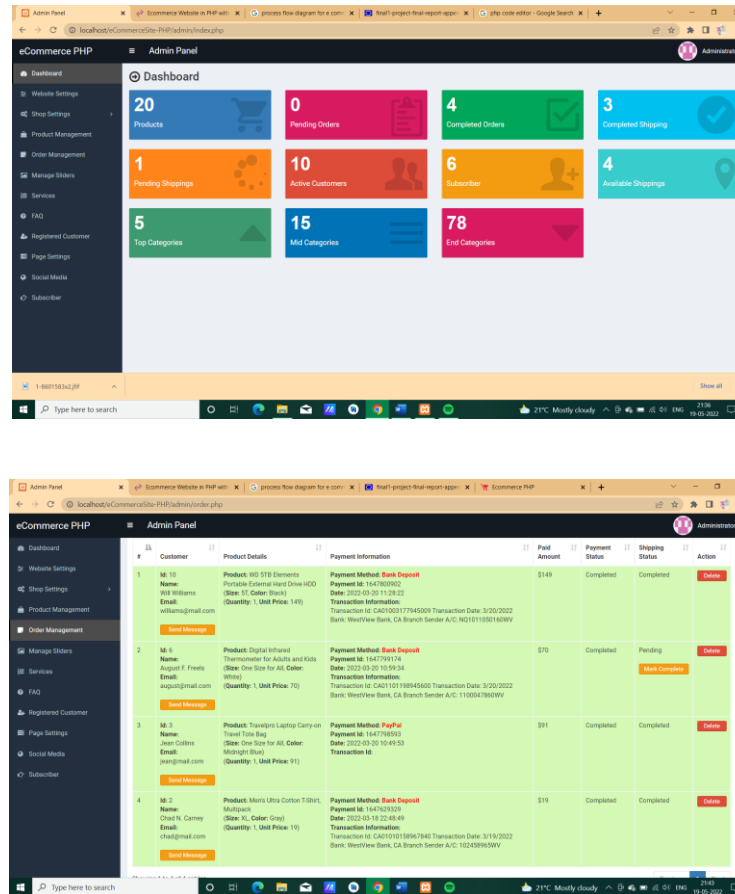 Admin Panel
Ecommerce Website in PHP with
process flow diagram for e comm
final1-project-final-report-appro
php code editor - Google Search
localhost/eCommerceSite-PHP/admin/index.php
eCommerce PHP
Admin Panel
Administrator
Dashboard
Website Settings
Shop Settings
Product Management
Order Management
Manage Sliders
Services
FAQ
Registered Customer
Page Settings
Social Media
Subscriber
Dashboard
20
Products
0
Pending Orders
4
Completed Orders
3
Completed Shipping
1
Pending Shippings
10
Active Customers
6
Subscriber
4
Available Shippings
5
Top Categories
15
Mid Categories
78
End Categories
Show all
Type here to search
21°C Mostly cloudy
ENG
21:36
19-05-2022
Admin Panel
Ecommerce Website in PHP with
process flow diagram for e comm
final1-project-final-report-appro
Ecommerce PHP
localhost/eCommerceSite-PHP/admin/order.php
eCommerce PHP
Admin Panel
Administrator
Dashboard
Website Settings
Shop Settings
Product Management
Order Management
Manage Sliders
Services
FAQ
Registered Customer
Page Settings
Social Media
Subscriber
# Customer Product Details Payment Information Paid Amount Payment Status Shipping Status Action
1
Id: 10
Name:
Will Williams
Email:
williams@mail.com
Send Message
Product: WD 5TB Elements
Portable External Hard Drive HDD
(Size: 5T, Color: Black)
(Quantity: 1, Unit Price: 149)
Payment Method: Bank Deposit
Payment Id: 1647800902
Date: 2022-03-20 11:28:22
Transaction Information:
Transaction Id: CA01003177945009 Transaction Date: 3/20/2022
Bank: WestView Bank, CA Branch Sender A/C: NQ1011050160WV
$149
Completed
Completed
Delete
2
Id: 6
Name:
August F. Freels
Email:
august@mail.com
Send Message
Product: Digital Infrared
Thermometer for Adults and Kids
(Size: One Size for All, Color:
White)
(Quantity: 1, Unit Price: 70)
Payment Method: Bank Deposit
Payment Id: 1647799174
Date: 2022-03-20 10:59:34
Transaction Information:
Transaction Id: CA01101198945600 Transaction Date: 3/20/2022
Bank: WestView Bank, CA Branch Sender A/C: 1100047860WV
$70
Completed
Pending
Mark Complete
Delete
3
Id: 3
Name:
Jean Collins
Email:
jean@mail.com
Send Message
Product: Travelpro Laptop Carry-on
Travel Tote Bag
(Size: One Size for All, Color:
Midnight Blue)
(Quantity: 1, Unit Price: 91)
Payment Method: PayPal
Payment Id: 1647798593
Date: 2022-03-20 10:49:53
Transaction Id:
$91
Completed
Completed
Delete
4
Id: 2
Name:
Chad N. Carney
Email:
chad@mail.com
Send Message
Product: Men's Ultra Cotton T-Shirt,
Multipack
(Size: XL, Color: Gray)
(Quantity: 1, Unit Price: 19)
Payment Method: Bank Deposit
Payment Id: 1647629329
Date: 2022-03-18 22:48:49
Transaction Information:
Transaction Id: CA01010158967840 Transaction Date: 3/19/2022
Bank: WestView Bank, CA Branch Sender A/C: 102458965WV
$19
Completed
Completed
Delete
Type here to search
21°C Mostly cloudy
ENG
21:43
19-05-2022